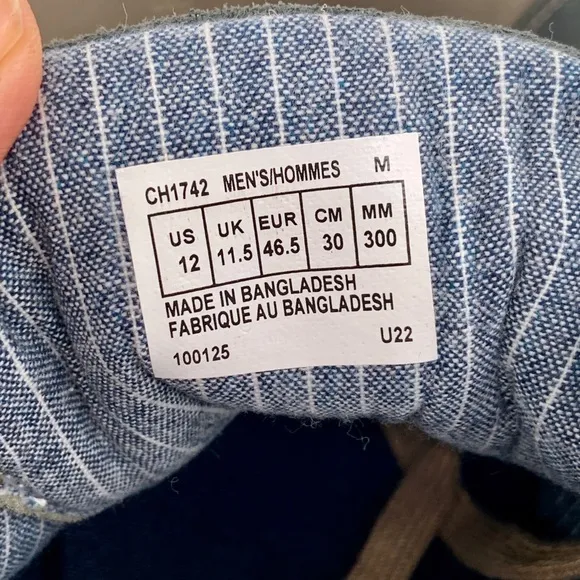 CH1742 MEN'S/HOMMES M
US UK EUR CM MM
12 11.5 46.5 30 300
MADE IN BANGLADESH
FABRIQUE AU BANGLADESH
100125 U22